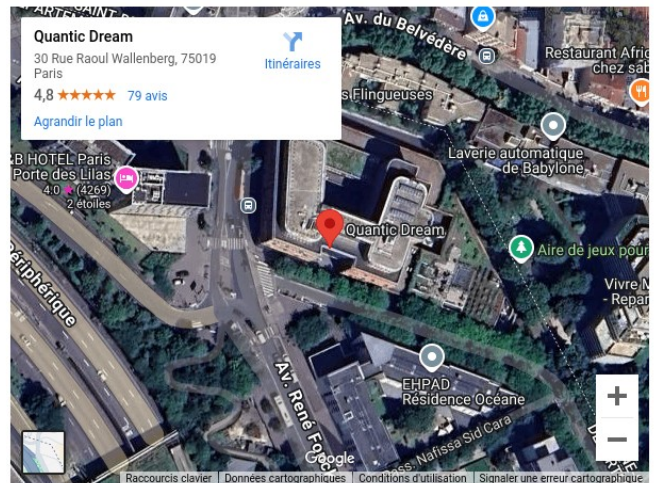 Quantic Dream
30 Rue Raoul Wallenberg, 75019
Paris
4,8
79 avis
Agrandir le plan
Itinéraires
Av. du Belvédère
Restaurant Afric
chez sab
s Flingueuses
Laverie automatique
de Babylone
&B HOTEL Paris
Porte des Lilas
4.0 ★ (4269)
2 étoiles
Quantic Dream
Aire de jeux pour
Vivre M
- Repar
Périphérique
Av. René Fonc
EHPAD
Résidence Océane
ass. Nafissa Sid Cara
Google
+
−
Raccourcis clavier
Données cartographiques
Conditions d'utilisation
Signaler une erreur cartographique